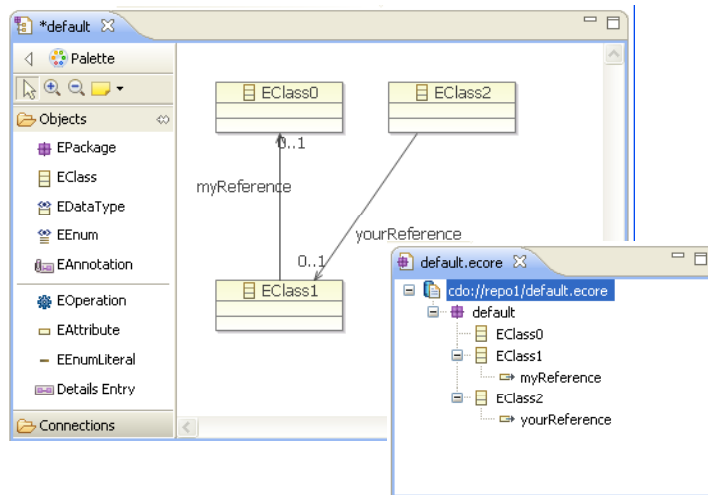 *default
Palette
Objects
EPackage
EClass
EDataType
EEnum
EAnnotation
EOperation
EAttribute
EEnumLiteral
Details Entry
Connections
EClass0
EClass2
0..1
myReference
yourReference
0..1
EClass1
default.ecore
cdo://repo1/default.ecore
default
EClass0
EClass1
myReference
EClass2
yourReference